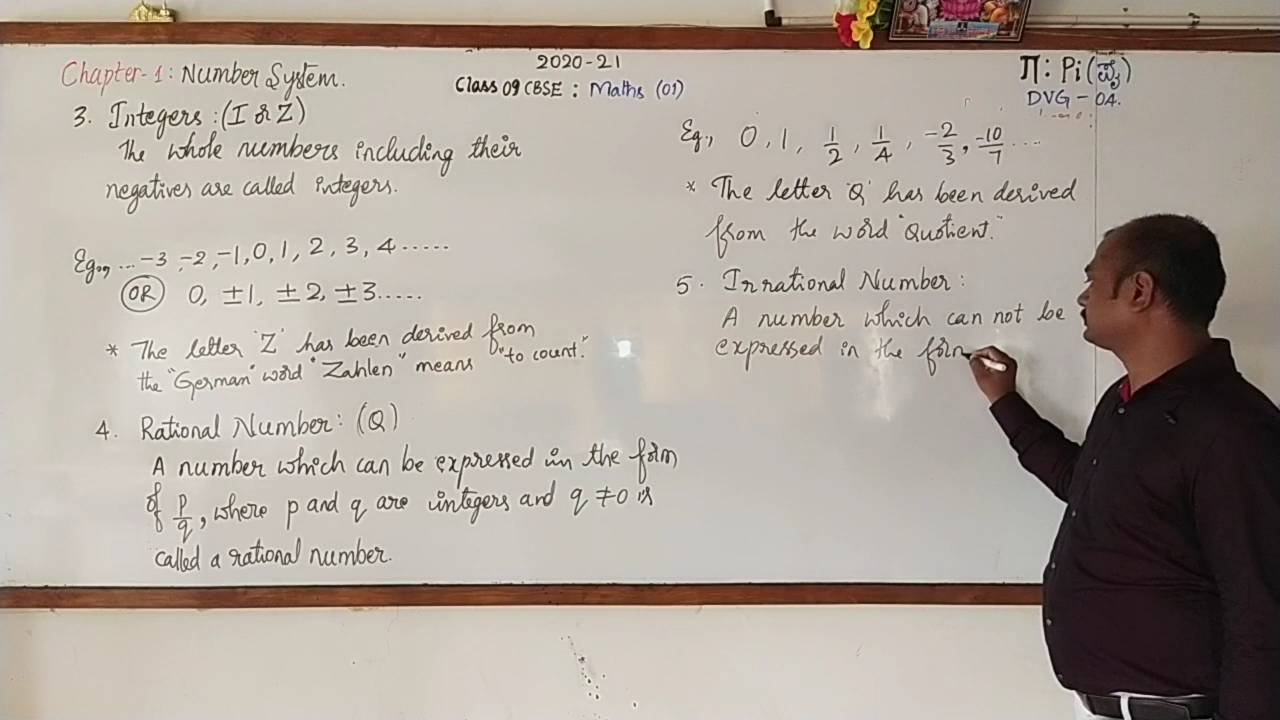 2020-21
Class 09 CBSE : Maths (01)
Π : Pi (
DVG - 04.
Chapter-1 : Number System.
3. Integers : (I or Z)
The whole numbers including their
negatives are called integers.
Eg., ... -3, -2, -1, 0, 1, 2, 3, 4 .....
OR 0, ±1, ±2, ±3.....
* The letter 'Z' has been derived from
the "German" word "Zahlen" means "to count."
4. Rational Number : (Q)
A number which can be expressed in the form
of p/q, where p and q are integers and q ≠ 0 is
called a rational number.
Eg., 0, 1, 1/2, 1/4, -2/3, -10/7 ....
* The letter 'Q' has been derived
from the word "Quotient."
5. Irrational Number :
A number which can not be
expressed in the form